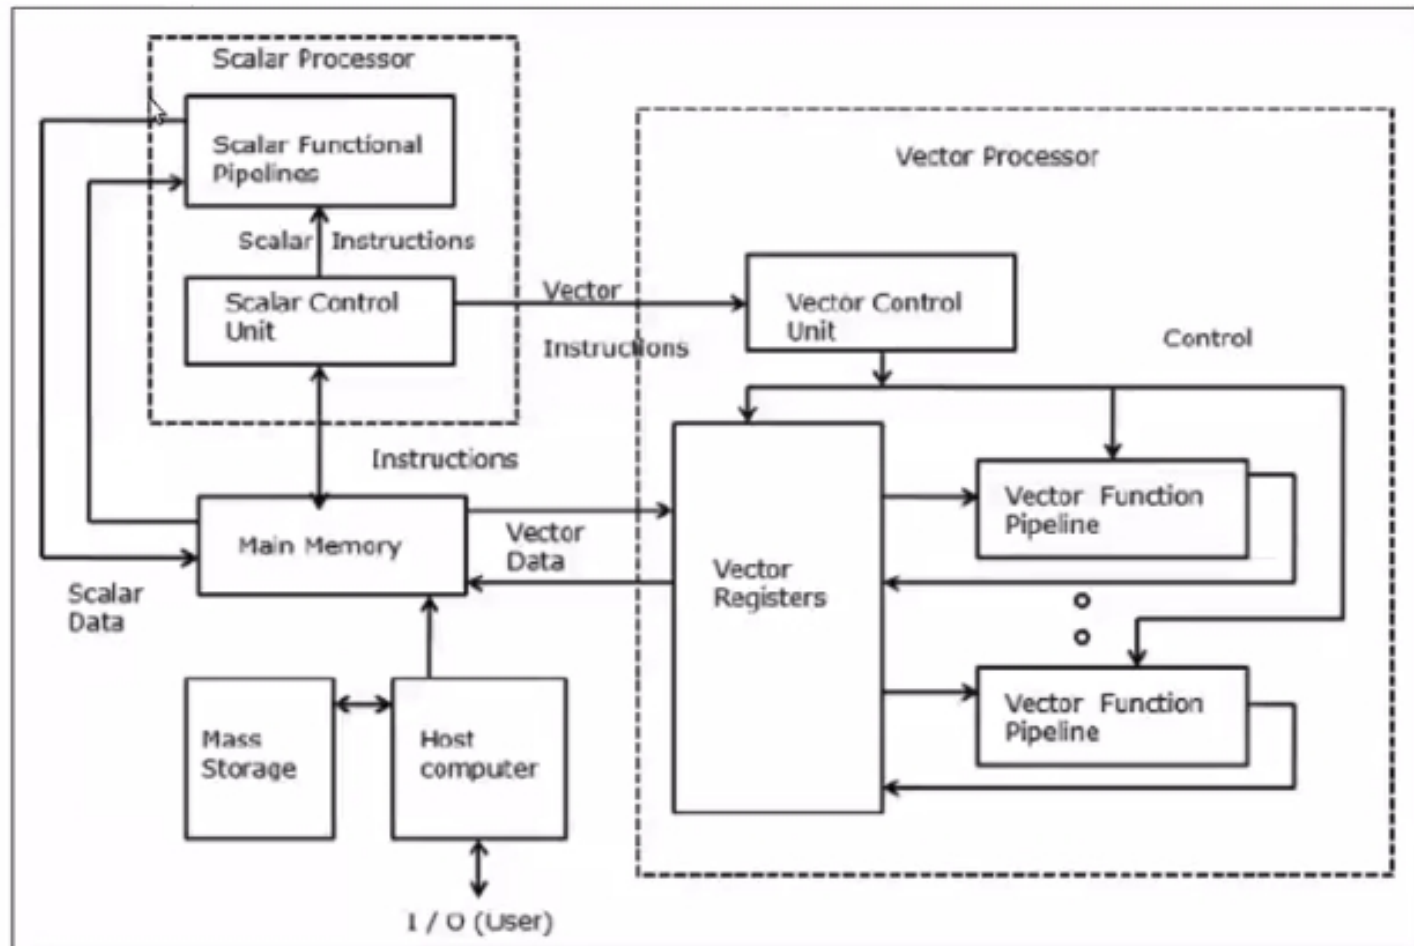 Scalar Processor
Scalar Functional
Pipelines
Scalar Instructions
Scalar Control
Unit
Vector
Instructions
Vector Processor
Vector Control
Unit
Control
Instructions
Main Memory
Vector
Data
Scalar
Data
Vector
Registers
Vector Function
Pipeline
Vector Function
Pipeline
Mass
Storage
Host
computer
I / O (User)